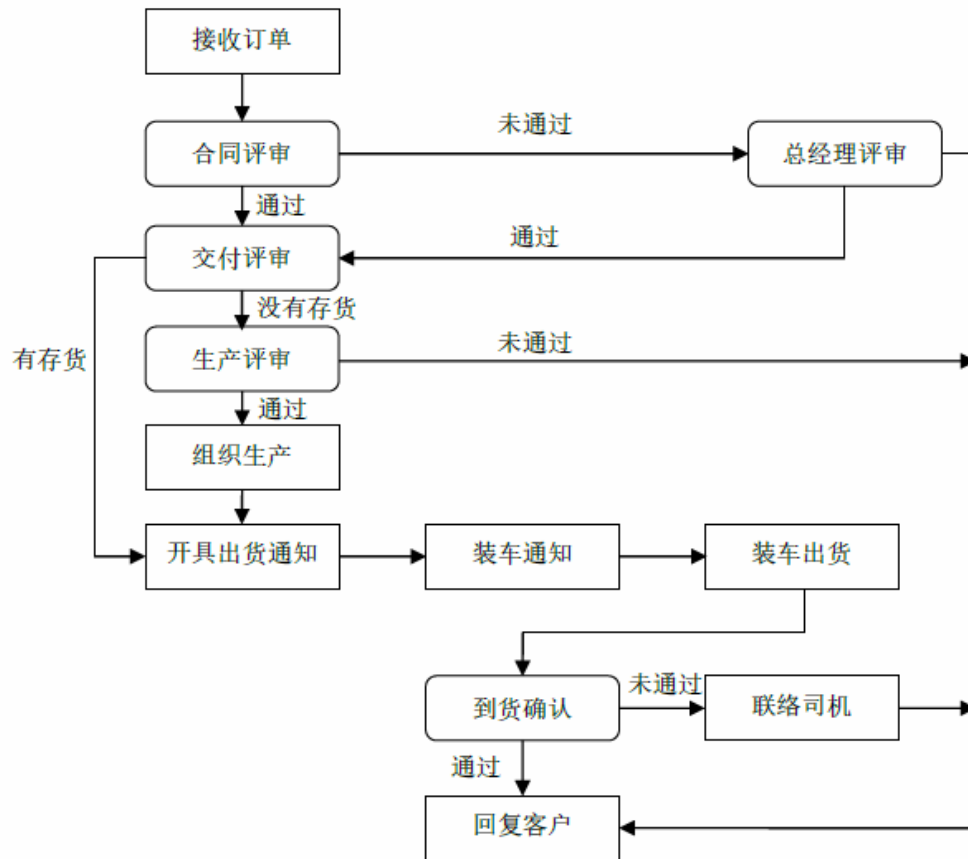 接收订单
未通过
合同评审
总经理评审
通过
通过
交付评审
没有存货
有存货
未通过
生产评审
通过
组织生产
开具出货通知
装车通知
装车出货
未通过
到货确认
联络司机
通过
回复客户